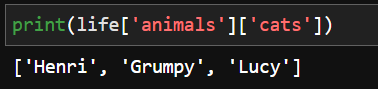 print(life['animals']['cats'])
['Henri', 'Grumpy', 'Lucy']